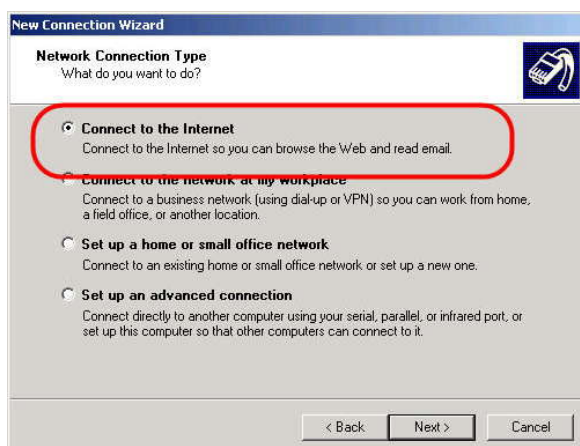 New Connection Wizard
Network Connection Type
What do you want to do?
Connect to the Internet
Connect to the Internet so you can browse the Web and read email.
Connect to the network at my workplace
Connect to a business network (using dial-up or VPN) so you can work from home,
a field office, or another location.
Set up a home or small office network
Connect to an existing home or small office network or set up a new one.
Set up an advanced connection
Connect directly to another computer using your serial, parallel, or infrared port, or
set up this computer so that other computers can connect to it.
< Back Next > Cancel